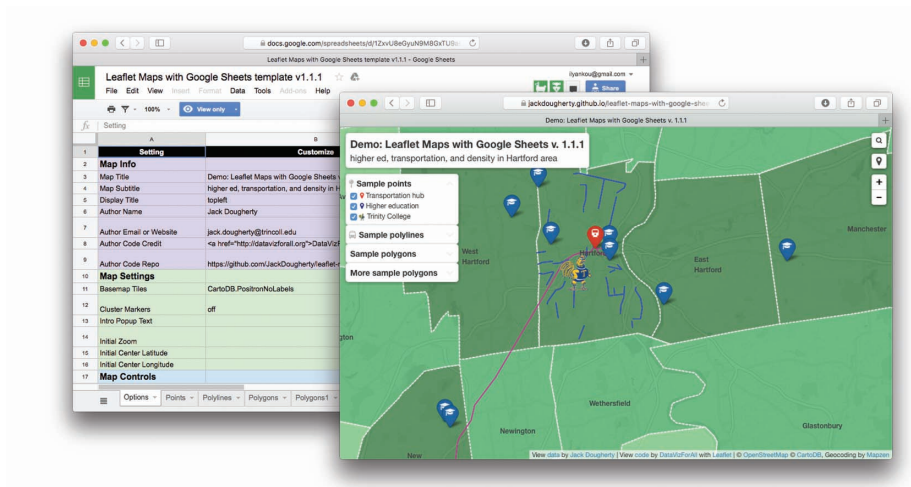 docs.google.com/spreadsheets/d/1ZxvU8eGyuN9M8GxTU9
Leaflet Maps with Google Sheets template v1.1.1 - Google Sheets
Leaflet Maps with Google Sheets template v1.1.1
ilyankou@gmail.com
File Edit View Insert Format Data Tools Add-ons Help
Share
100% View only
fx Setting
A B
1 Setting Customize
2 Map Info
3 Map Title Demo: Leaflet Maps with Google Sheets
4 Map Subtitle higher ed, transportation, and density in H
5 Display Title topleft
6 Author Name Jack Dougherty
7 Author Email or Website jack.dougherty@trincoll.edu
8 Author Code Credit <a href="http://datavizforall.org">DataVizF
9 Author Code Repo https://github.com/JackDougherty/leaflet-
10 Map Settings
11 Basemap Tiles CartoDB.PositronNoLabels
12 Cluster Markers off
13 Intro Popup Text
14 Initial Zoom
15 Initial Center Latitude
16 Initial Center Longitude
17 Map Controls
Options Points Polylines Polygons Polygons1
jackdougherty.github.io/leaflet-maps-with-google-shee
Demo: Leaflet Maps with Google Sheets v. 1.1.1
Demo: Leaflet Maps with Google Sheets v. 1.1.1
higher ed, transportation, and density in Hartford area
Sample points
Transportation hub
Higher education
Trinity College
Sample polylines
Sample polygons
More sample polygons
+
-
Manchester
West
Hartford
Hartford
East
Hartford
gton
Wethersfield
Glastonbury
Newington
New
View data by Jack Dougherty | View code by DataVizForAll with Leaflet | © OpenStreetMap © CartoDB, Geocoding by Mapzen